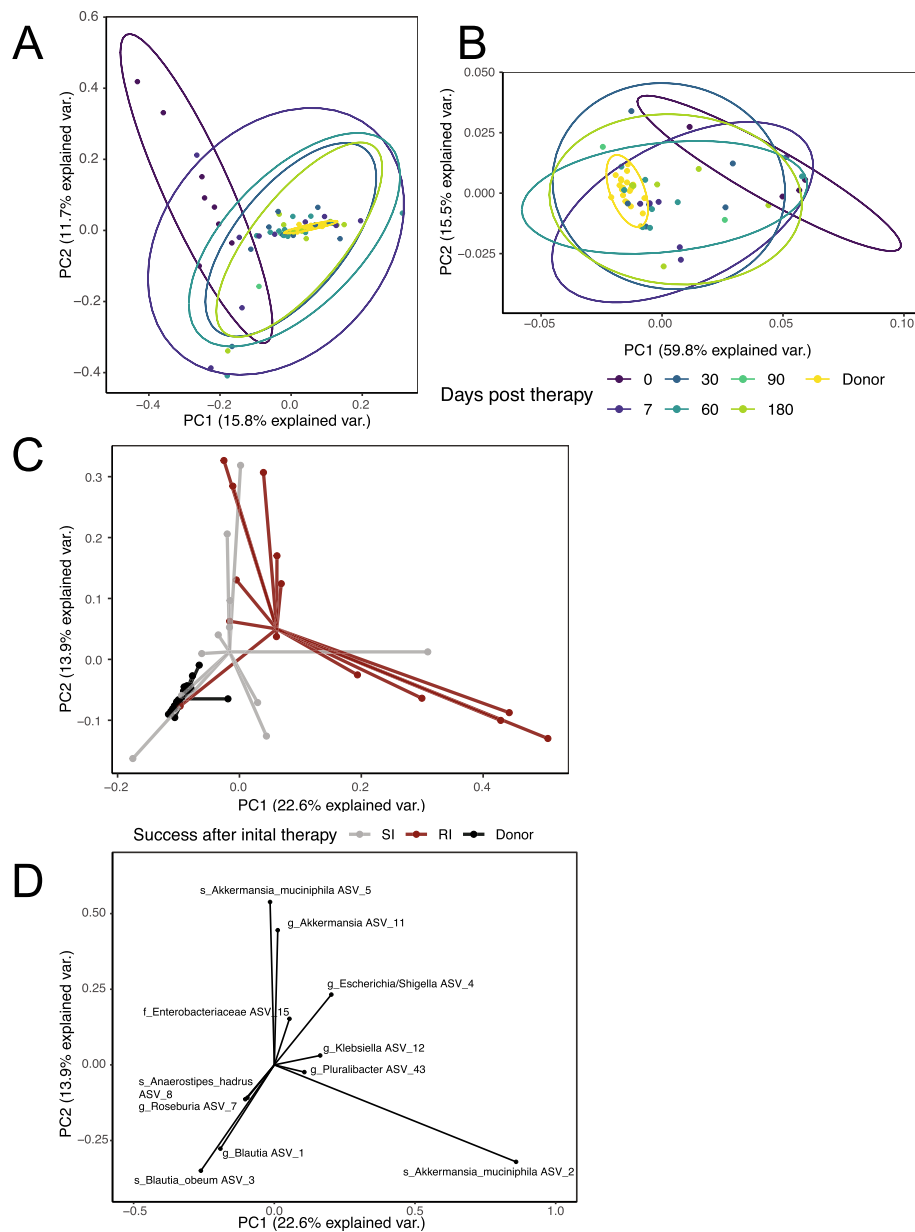 A
0.6
0.4
0.2
0.0
−0.2
−0.4
PC2 (11.7% explained var.)
−0.4 −0.2 0.0 0.2
PC1 (15.8% explained var.)
B
0.050
0.025
0.000
−0.025
PC2 (15.5% explained var.)
−0.05 0.00 0.05 0.10
PC1 (59.8% explained var.)
Days post therapy
0 30 90 Donor
7 60 180
C
0.3
0.2
0.1
0.0
−0.1
PC2 (13.9% explained var.)
−0.2 0.0 0.2 0.4
PC1 (22.6% explained var.)
Success after inital therapy SI RI Donor
D
s_Akkermansia_muciniphila ASV_5
g_Akkermansia ASV_11
g_Escherichia/Shigella ASV_4
f_Enterobacteriaceae ASV_15
g_Klebsiella ASV_12
g_Pluralibacter ASV_43
s_Anaerostipes_hadrus
ASV_8
g_Roseburia ASV_7
g_Blautia ASV_1
s_Blautia_obeum ASV_3
s_Akkermansia_muciniphila ASV_2
0.50
0.25
0.00
−0.25
PC2 (13.9% explained var.)
−0.5 0.0 0.5 1.0
PC1 (22.6% explained var.)